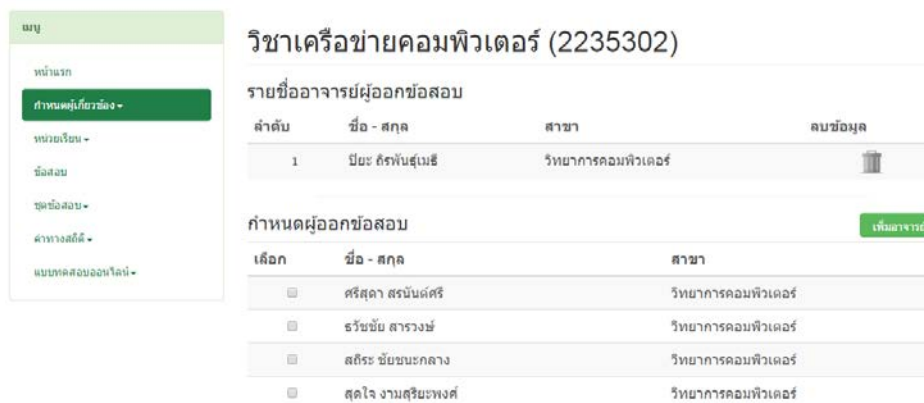 เมนู
หน้าแรก
กำหนดผู้เกี่ยวข้อง
หน่วยเรียน
ข้อสอบ
ชุดข้อสอบ
ค่าทางสถิติ
แบบทดสอบออนไลน์
วิชาเครือข่ายคอมพิวเตอร์ (2235302)
รายชื่ออาจารย์ผู้ออกข้อสอบ
ลำดับ ชื่อ - สกุล สาขา ลบข้อมูล
1 ปิยะ ถิรพันธุ์เมธี วิทยาการคอมพิวเตอร์
กำหนดผู้ออกข้อสอบ เพิ่มอาจารย์
เลือก ชื่อ - สกุล สาขา
ศรีสุดา สรนันต์ศรี วิทยาการคอมพิวเตอร์
ธวัชชัย สารวงษ์ วิทยาการคอมพิวเตอร์
สถิระ ชัยชนะกลาง วิทยาการคอมพิวเตอร์
สุดใจ งามสุริยะพงศ์ วิทยาการคอมพิวเตอร์